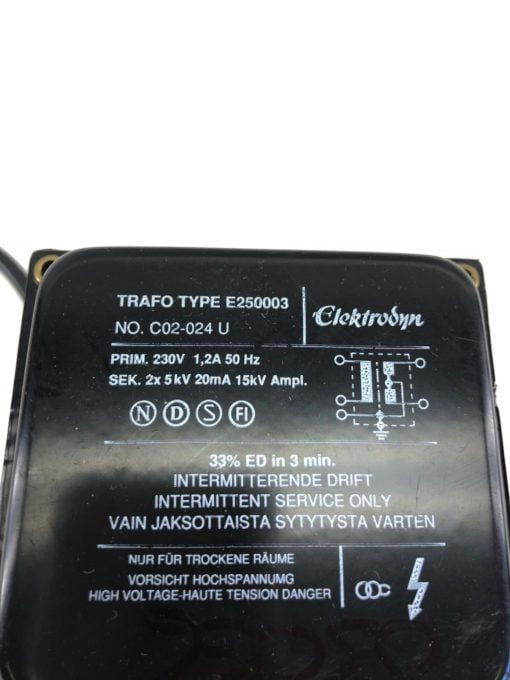 TRAFO TYPE E250003
NO. C02-024 U
Elektrodyn
PRIM. 230V 1,2A 50 Hz
SEK. 2x 5 kV 20mA 15kV Ampl.
N D S FI
33% ED in 3 min.
INTERMITTERENDE DRIFT
INTERMITTENT SERVICE ONLY
VAIN JAKSOTTAISTA SYTYTYSTA VARTEN
NUR FÜR TROCKENE RÄUME
VORSICHT HOCHSPANNUMG
HIGH VOLTAGE-HAUTE TENSION DANGER